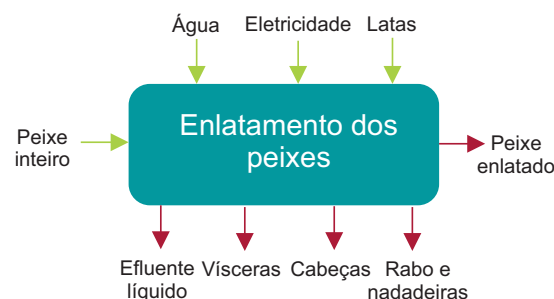 Água Eletricidade Latas
Enlatamento dos
peixes
Peixe
inteiro
Peixe
enlatado
Efluente
líquido
Vísceras
Cabeças
Rabo e
nadadeiras